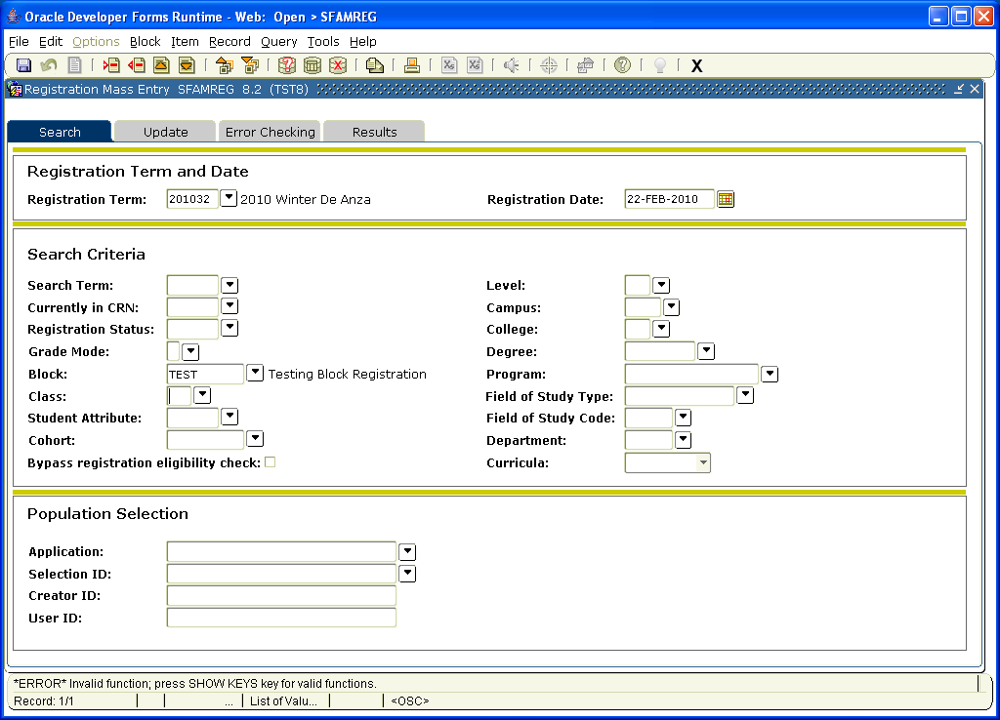 Oracle Developer Forms Runtime - Web: Open > SFAMREG
File Edit Options Block Item Record Query Tools Help
X
Registration Mass Entry SFAMREG 8.2 (TST8)
Search Update Error Checking Results
Registration Term and Date
Registration Term: 201032 2010 Winter De Anza Registration Date: 22-FEB-2010
Search Criteria
Search Term: Level:
Currently in CRN: Campus:
Registration Status: College:
Grade Mode: Degree:
Block: TEST Testing Block Registration Program:
Class: Field of Study Type:
Student Attribute: Field of Study Code:
Cohort: Department:
Bypass registration eligibility check: Curricula:
Population Selection
Application:
Selection ID:
Creator ID:
User ID:
*ERROR* Invalid function; press SHOW KEYS key for valid functions.
Record: 1/1 ... List of Valu... <OSC>